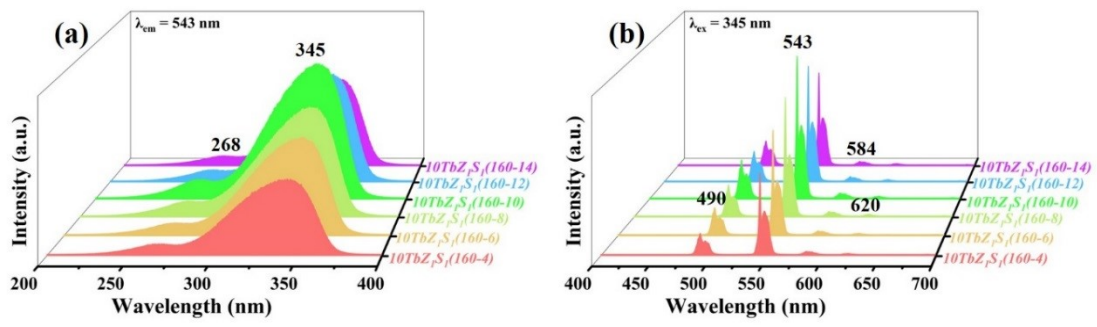 (a)
λem = 543 nm
345
268
Intensity (a.u.)
10TbZ1S1(160-14)
10TbZ1S1(160-12)
10TbZ1S1(160-10)
10TbZ1S1(160-8)
10TbZ1S1(160-6)
10TbZ1S1(160-4)
200 250 300 350 400
Wavelength (nm)
(b)
λex = 345 nm
543
584
490
620
Intensity (a.u.)
10TbZ1S1(160-14)
10TbZ1S1(160-12)
10TbZ1S1(160-10)
10TbZ1S1(160-8)
10TbZ1S1(160-6)
10TbZ1S1(160-4)
400 450 500 550 600 650 700
Wavelength (nm)